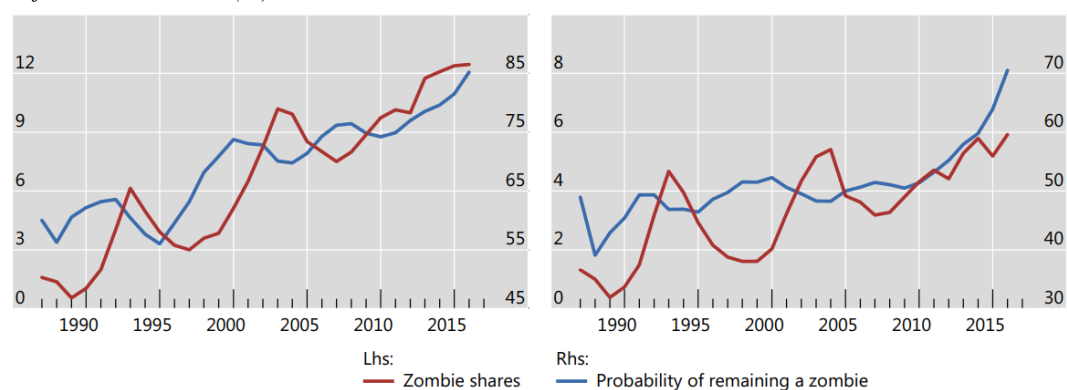 12 85 8 70
9 75 6 60
6 65 4 50
3 55 2 40
0 45 0 30
1990 1995 2000 2005 2010 2015 1990 1995 2000 2005 2010 2015
Lhs: Rhs:
Zombie shares Probability of remaining a zombie